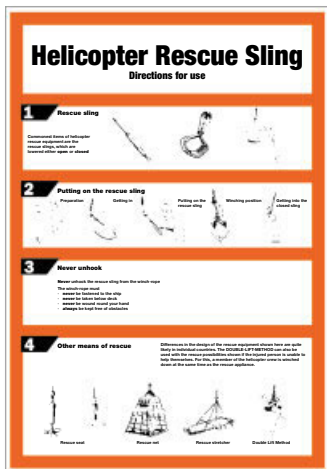 Helicopter Rescue Sling
Directions for use
1 Rescue sling
Commonest items of helicopter
rescue equipment are the
rescue slings, which are
lowered either open or closed
2 Putting on the rescue sling
Preparation
Getting in
Putting on the
rescue sling
Winching position
Getting into the
closed sling
3 Never unhook
Never unhook the rescue sling from the winch-rope
The winch-rope must:
- never be fastened to the ship
- never be taken below deck
- never be wound round your hand
- always be kept free of obstacles
4 Other means of rescue
Differences in the design of the rescue equipment shown here are quite
likely in individual countries. The DOUBLE-LIFT-METHOD can also be
used with the rescue possibilities shown if the injured person is unable to
help themselves. For this, a member of the helicopter crew is winched
down at the same time as the rescue appliance.
Rescue seat
Rescue net
Rescue stretcher
Double Lift Method